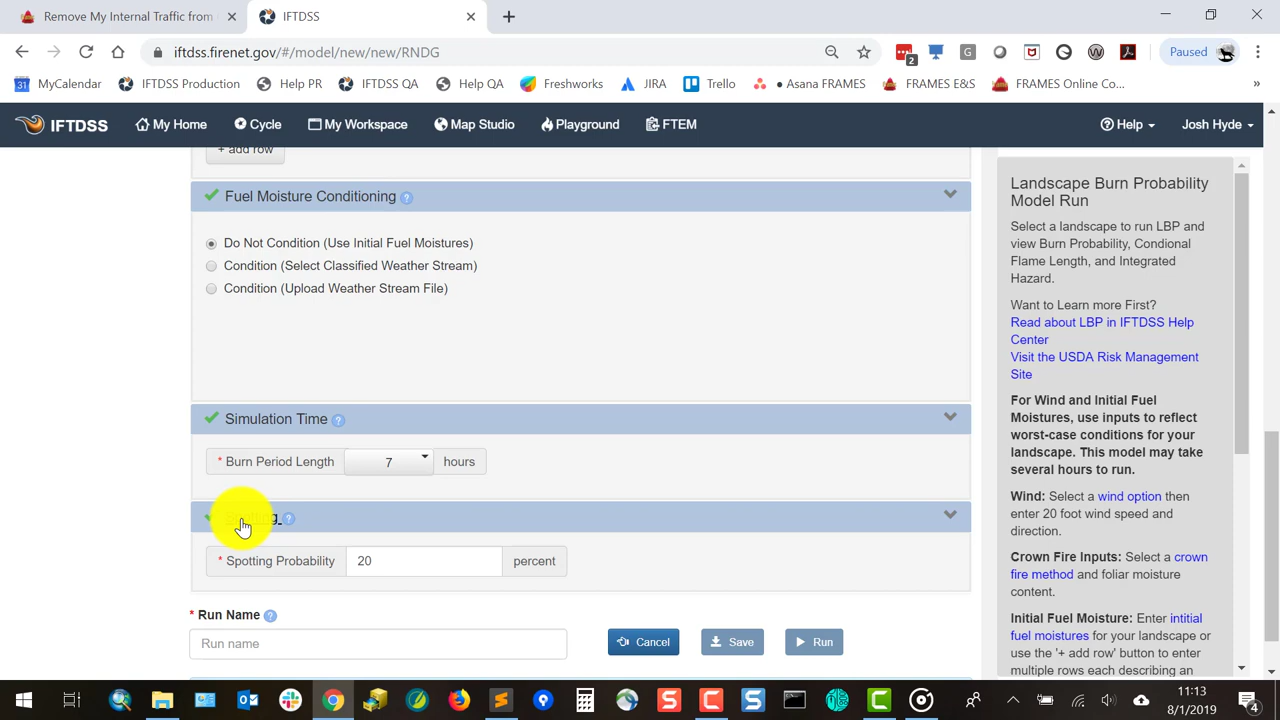 Remove My Internal Traffic from
IFTDSS
iftdss.firenet.gov/#/model/new/new/RNDG
2
G
Paused
31 MyCalendar
IFTDSS Production
Help PR
IFTDSS QA
Help QA
Freshworks
JIRA
Trello
Asana FRAMES
FRAMES E&S
FRAMES Online Co...
»
IFTDSS
My Home
Cycle
My Workspace
Map Studio
Playground
FTEM
Help
Josh Hyde
+ add row
Fuel Moisture Conditioning ?
Do Not Condition (Use Initial Fuel Moistures)
Condition (Select Classified Weather Stream)
Condition (Upload Weather Stream File)
Simulation Time ?
* Burn Period Length 7 hours
Spotting ?
* Spotting Probability 20 percent
* Run Name ?
Run name
Cancel
Save
Run
Landscape Burn Probability
Model Run
Select a landscape to run LBP and
view Burn Probability, Condional
Flame Length, and Integrated
Hazard.
Want to Learn more First?
Read about LBP in IFTDSS Help
Center
Visit the USDA Risk Management
Site
For Wind and Initial Fuel
Moistures, use inputs to reflect
worst-case conditions for your
landscape. This model may take
several hours to run.
Wind: Select a wind option then
enter 20 foot wind speed and
direction.
Crown Fire Inputs: Select a crown
fire method and foliar moisture
content.
Initial Fuel Moisture: Enter intitial
fuel moistures for your landscape or
use the '+ add row' button to enter
multiple rows each describing an
11:13
8/1/2019
4